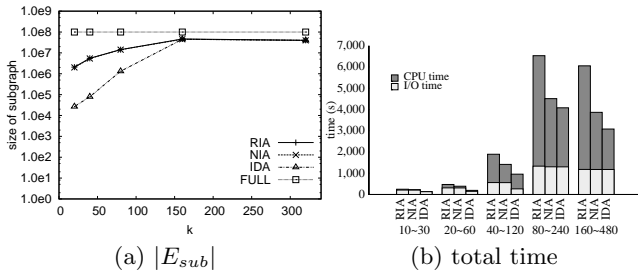 size of subgraph
1.0e9
1.0e8
1.0e7
1.0e6
1.0e5
1.0e4
1.0e3
1.0e2
1.0e1
1.0e0
RIA
NIA
IDA
FULL
0 50 100 150 200 250 300
k
(a) |E_sub|
time (s)
7,000
6,000
5,000
4,000
3,000
2,000
1,000
0
CPU time
I/O time
RIA NIA IDA RIA NIA IDA RIA NIA IDA RIA NIA IDA RIA NIA IDA
10~30 20~60 40~120 80~240 160~480
(b) total time